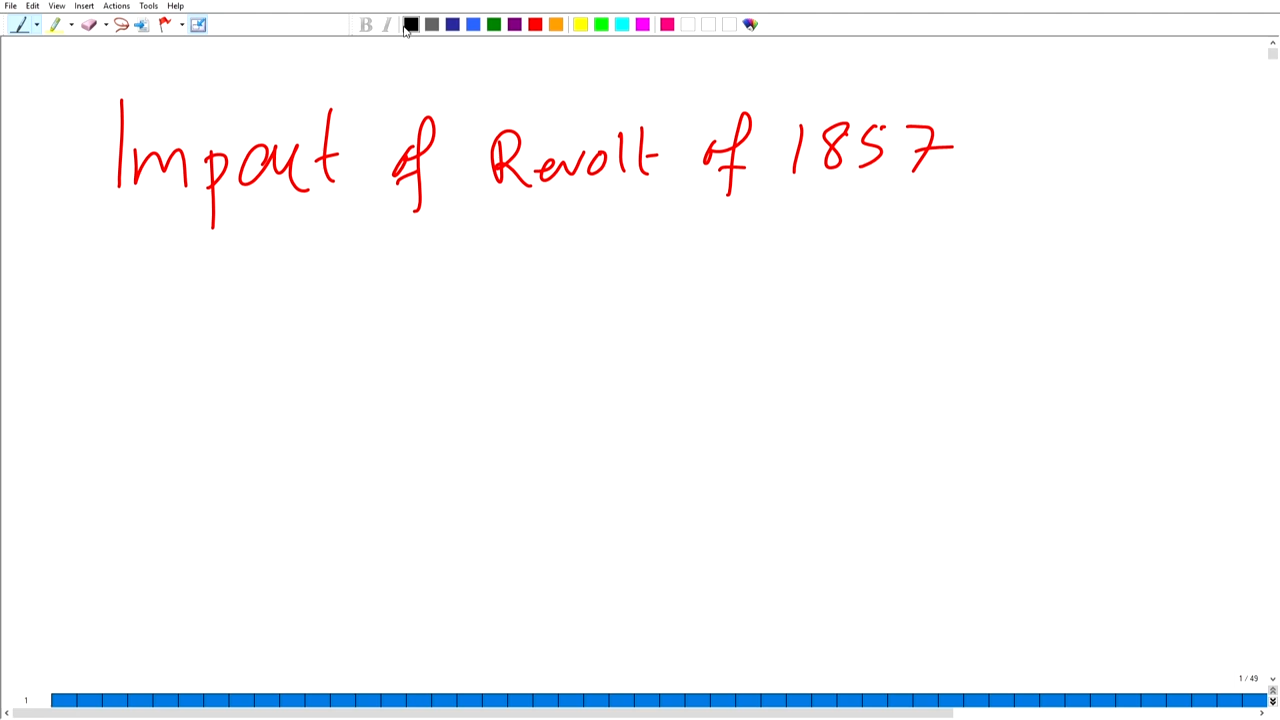 File Edit View Insert Actions Tools Help
B I
Impact of Revolt of 1857
1 / 49
1